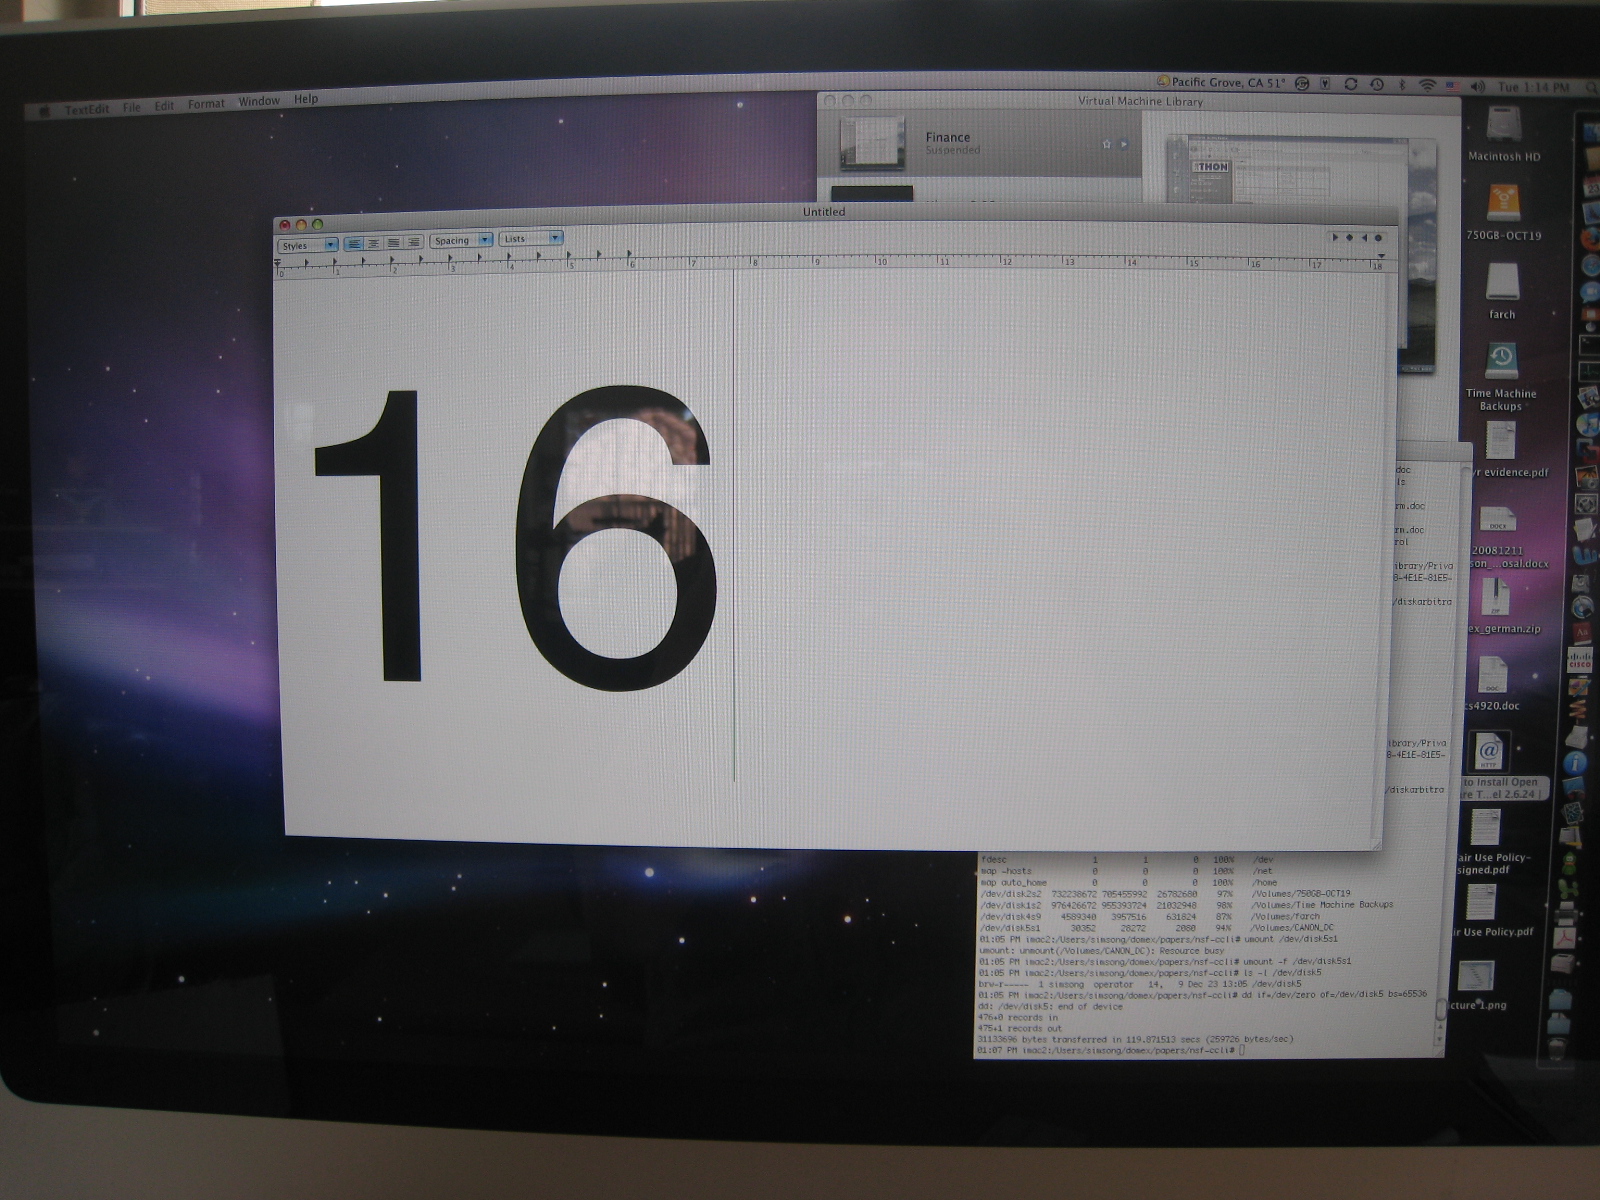 TextEdit File Edit Format Window Help
Pacific Grove, CA 51° Tue 1:14 PM
Virtual Machine Library
Finance
Suspended
THON
Untitled
Styles Spacing Lists
0 1 2 3 4 5 6 7 8 9 10 11 12 13 14 15 16 17 18
16
Macintosh HD
750GB-OCT19
farch
Time Machine
Backups
yr evidence.pdf
DOCX
20081211
son_...osal.docx
ZIP
ex_german.zip
CISCO
DOC
cs4920.doc
HTTP
to Install Open
re T...el 2.6.24 |
air Use Policy-
signed.pdf
ir Use Policy.pdf
cture 1.png
doc
ls
rm.doc
rm.doc
rol
ibrary/Priva
8-4E1E-81E5-
/diskarbitra
ibrary/Priva
8-4E1E-81E5-
/diskarbitra
fdesc 1 1 0 100% /dev
map -hosts 0 0 0 100% /net
map auto_home 0 0 0 100% /home
/dev/disk2s2 732238672 705455992 26782680 97% /Volumes/750GB-OCT19
/dev/disk1s2 976426672 955393724 21032948 98% /Volumes/Time Machine Backups
/dev/disk4s9 4589340 3957516 631824 87% /Volumes/farch
/dev/disk5s1 30352 28272 2080 94% /Volumes/CANON_DC
01:05 PM imac2:/Users/simsong/domex/papers/nsf-ccli# umount /dev/disk5s1
umount: unmount(/Volumes/CANON_DC): Resource busy
01:05 PM imac2:/Users/simsong/domex/papers/nsf-ccli# umount -f /dev/disk5s1
01:05 PM imac2:/Users/simsong/domex/papers/nsf-ccli# ls -l /dev/disk5
brw-r----- 1 simsong operator 14, 9 Dec 23 13:05 /dev/disk5
01:05 PM imac2:/Users/simsong/domex/papers/nsf-ccli# dd if=/dev/zero of=/dev/disk5 bs=65536
dd: /dev/disk5: end of device
476+0 records in
475+1 records out
31133696 bytes transferred in 119.871513 secs (259726 bytes/sec)
01:07 PM imac2:/Users/simsong/domex/papers/nsf-ccli#